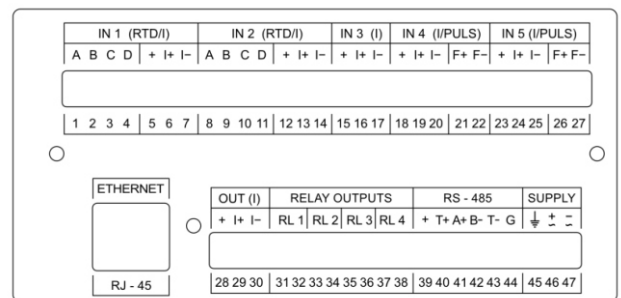 IN 1 (RTD/I) IN 2 (RTD/I) IN 3 (I) IN 4 (I/PULS) IN 5 (I/PULS)
A B C D + I+ I- A B C D + I+ I- + I+ I- + I+ I- F+ F- + I+ I- F+ F-
1 2 3 4 5 6 7 8 9 10 11 12 13 14 15 16 17 18 19 20 21 22 23 24 25 26 27
ETHERNET
RJ - 45
OUT (I) RELAY OUTPUTS RS - 485 SUPPLY
+ I+ I- RL 1 RL 2 RL 3 RL 4 + T+ A+ B- T- G ⏚ + ~ - ~
28 29 30 31 32 33 34 35 36 37 38 39 40 41 42 43 44 45 46 47